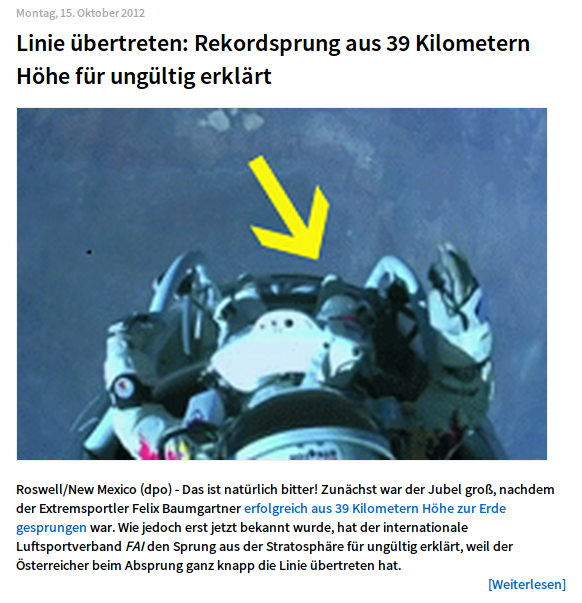 Montag, 15. Oktober 2012
Linie übertreten: Rekordsprung aus 39 Kilometern
Höhe für ungültig erklärt
Roswell/New Mexico (dpo) - Das ist natürlich bitter! Zunächst war der Jubel groß, nachdem
der Extremsportler Felix Baumgartner erfolgreich aus 39 Kilometern Höhe zur Erde
gesprungen war. Wie jedoch erst jetzt bekannt wurde, hat der internationale
Luftsportverband FAI den Sprung aus der Stratosphäre für ungültig erklärt, weil der
Österreicher beim Absprung ganz knapp die Linie übertreten hat.
[Weiterlesen]